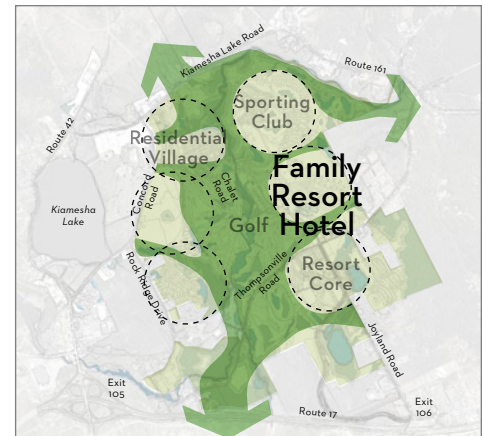 Kiamesha Lake Road
Route 161
Route 42
Sporting
Club
Residential
Village
Family
Resort
Hotel
Chalet
Road
Concord
Road
Kiamesha
Lake
Golf
Resort
Core
Thompsonville
Road
Rock Ridge Drive
Joyland Road
Exit
105
Route 17
Exit
106